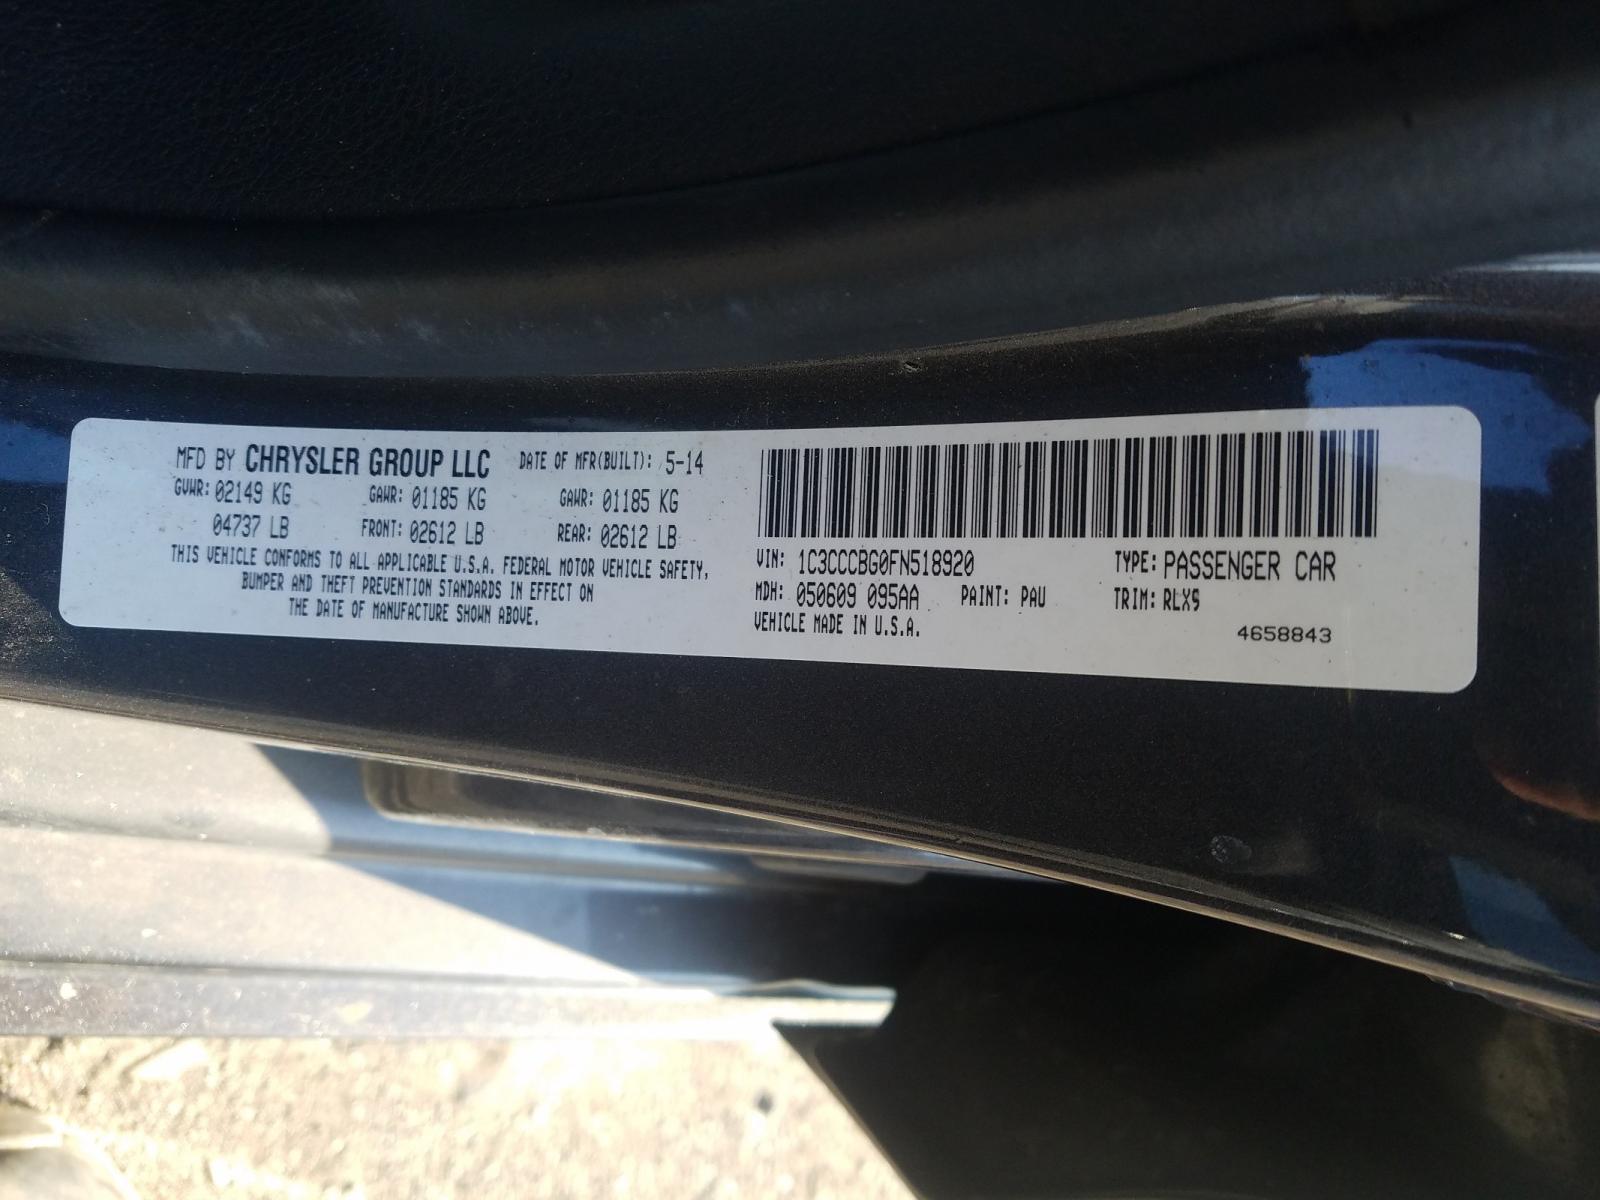 MFD BY CHRYSLER GROUP LLC DATE OF MFR(BUILT): 5-14
GVWR: 02149 KG GAWR: 01185 KG GAWR: 01185 KG
04737 LB FRONT: 02612 LB REAR: 02612 LB
THIS VEHICLE CONFORMS TO ALL APPLICABLE U.S.A. FEDERAL MOTOR VEHICLE SAFETY,
BUMPER AND THEFT PREVENTION STANDARDS IN EFFECT ON
THE DATE OF MANUFACTURE SHOWN ABOVE.
VIN: 1C3CCCBG0FN518920 TYPE: PASSENGER CAR
MDH: 050609 095AA PAINT: PAU TRIM: RLX9
VEHICLE MADE IN U.S.A.
4658843